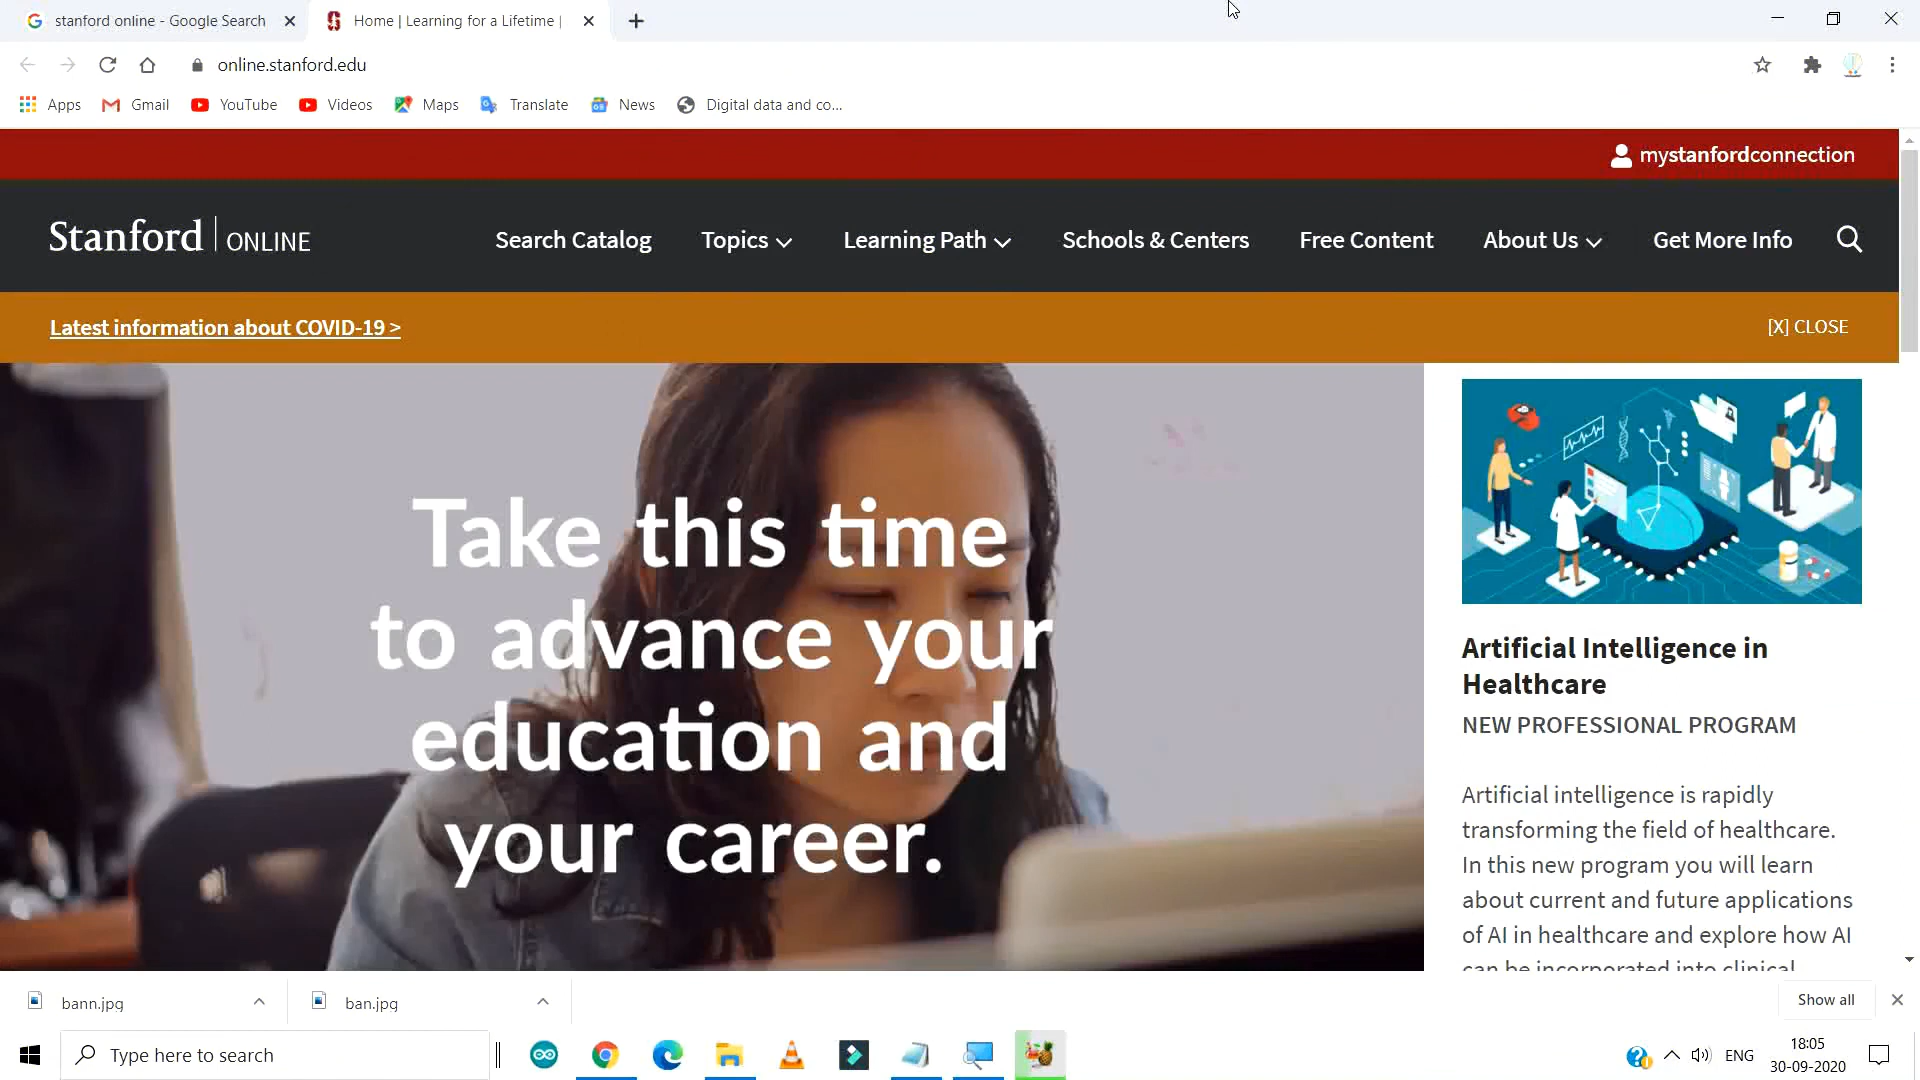 stanford online - Google Search
Home | Learning for a Lifetime |
online.stanford.edu
Apps Gmail YouTube Videos Maps Translate News Digital data and co...
mystanfordconnection
Stanford | ONLINE
Search Catalog Topics Learning Path Schools & Centers Free Content About Us Get More Info
Latest information about COVID-19 >
[X] CLOSE
Take this time
to advance your
education and
your career.
Artificial Intelligence in
Healthcare
NEW PROFESSIONAL PROGRAM
Artificial intelligence is rapidly
transforming the field of healthcare.
In this new program you will learn
about current and future applications
of AI in healthcare and explore how AI
can be incorporated into clinical
bann.jpg
ban.jpg
Show all
Type here to search
ENG
18:05
30-09-2020